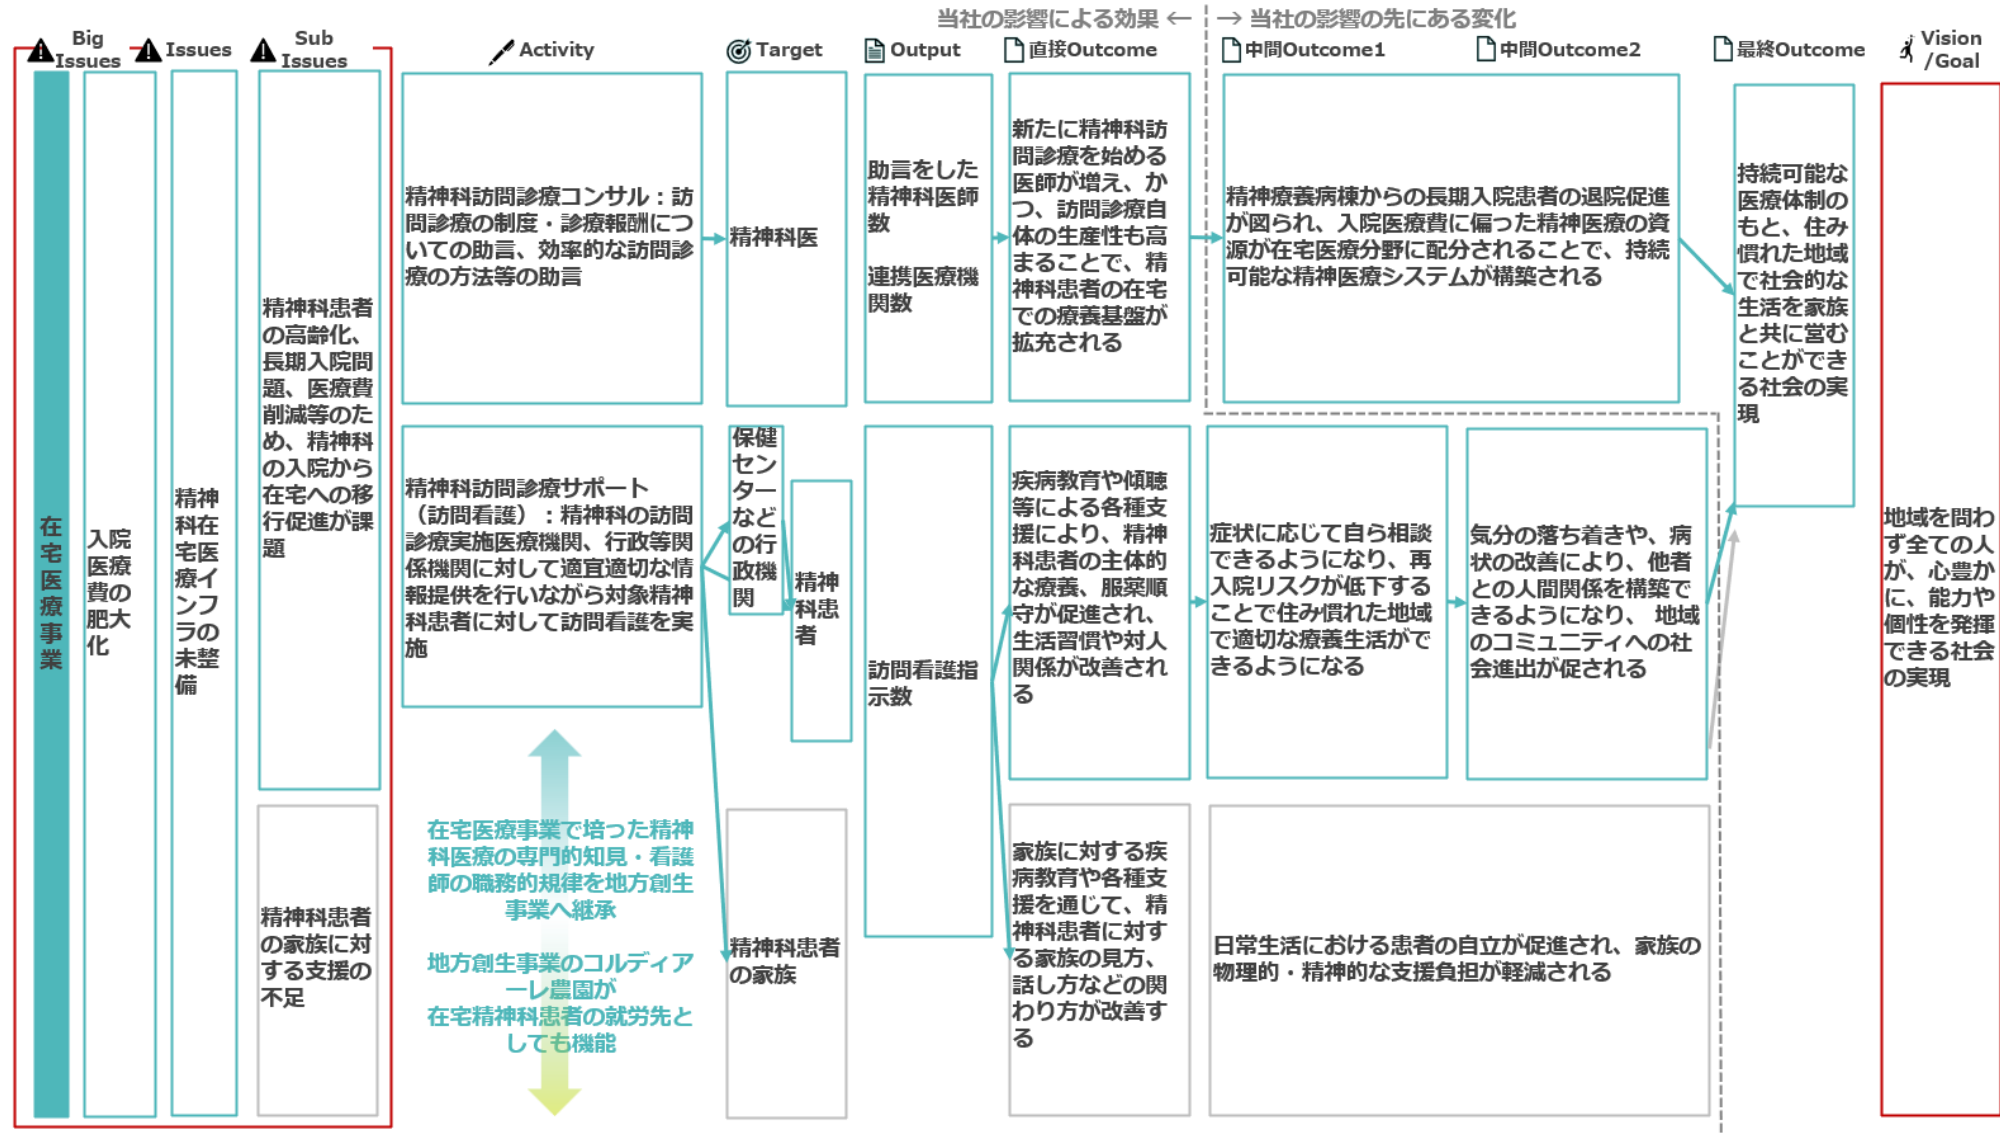 当社の影響による効果 ← → 当社の影響の先にある変化
Big
Issues
Issues
Sub
Issues
Activity
Target
Output
直接Outcome
中間Outcome1
中間Outcome2
最終Outcome
Vision
/Goal
在
宅
医
療
事
業
入院
医療
費の
肥大
化
精神
科在
宅医
療イ
ンフ
ラの
未整
備
精神科患者
の高齢化、
長期入院問
題、医療費
削減等のた
め、精神科
の入院から
在宅への移
行促進が課
題
精神科患者
の家族に対
する支援の
不足
精神科訪問診療コンサル：訪
問診療の制度・診療報酬につ
いての助言、効率的な訪問診
療の方法等の助言
精神科医
助言をした
精神科医師
数
連携医療機
関数
新たに精神科訪
問診療を始める
医師が増え、か
つ、訪問診療自
体の生産性も高
まることで、精
神科患者の在宅
での療養基盤が
拡充される
精神療養病棟からの長期入院患者の退院促進
が図られ、入院医療費に偏った精神医療の資
源が在宅医療分野に配分されることで、持続
可能な精神医療システムが構築される
持続可能な
医療体制の
もと、住み
慣れた地域
で社会的な
生活を家族
と共に営む
ことができ
る社会の実
現
精神科訪問診療サポート
（訪問看護）：精神科の訪問
診療実施医療機関、行政等関
係機関に対して適宜適切な情
報提供を行いながら対象精神
科患者に対して訪問看護を実
施
保健
セン
ター
など
の行
政機
関
精神
科患
者
訪問看護指
示数
疾病教育や傾聴
等による各種支
援により、精神
科患者の主体的
な療養、服薬順
守が促進され、
生活習慣や対人
関係が改善され
る
症状に応じて自ら相談
できるようになり、再
入院リスクが低下する
ことで住み慣れた地域
で適切な療養生活がで
きるようになる
気分の落ち着きや、病
状の改善により、他者
との人間関係を構築で
きるようになり、 地域
のコミュニティへの社
会進出が促される
地域を問わ
ず全ての人
が、心豊か
に、能力や
個性を発揮
できる社会
の実現
在宅医療事業で培った精神
科医療の専門的知見・看護
師の職務的規律を地方創生
事業へ継承
地方創生事業のコルディア
ーレ農園が
在宅精神科患者の就労先と
しても機能
精神科患者
の家族
家族に対する疾
病教育や各種支
援を通じて、精
神科患者に対す
る家族の見方、
話し方などの関
わり方が改善す
る
日常生活における患者の自立が促進され、家族の
物理的・精神的な支援負担が軽減される